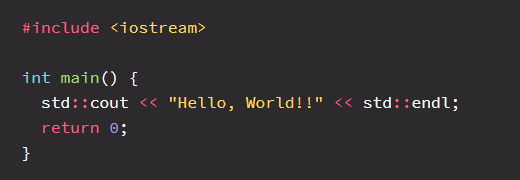 #include <iostream>

int main() {
  std::cout << "Hello, World!!" << std::endl;
  return 0;
}